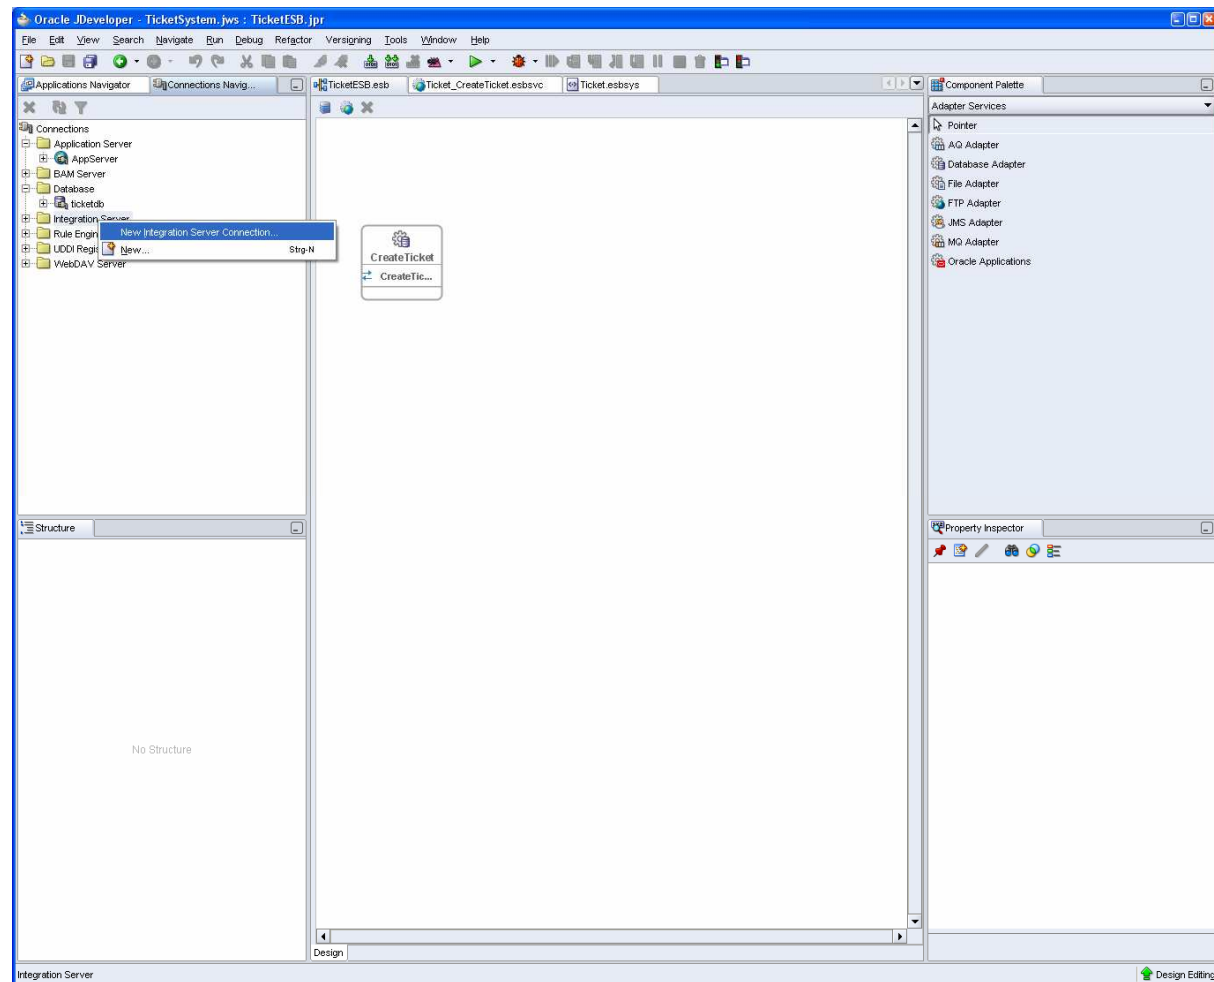 Oracle JDeveloper - TicketSystem.jws : TicketESB.jpr
File Edit View Search Navigate Run Debug Refactor Versigning Tools Window Help
Applications Navigator Connections Navig...
TicketESB.esb Ticket_CreateTicket.esbsvc Ticket.esbsys
Component Palette
Adapter Services
Connections
Application Server
AppServer
BAM Server
Database
ticketdb
Integration Server
Rule Engin
UDDI Regis
WebDAV Server
New Integration Server Connection...
New... Strg-N
CreateTicket
CreateTic...
Pointer
AQ Adapter
Database Adapter
File Adapter
FTP Adapter
JMS Adapter
MQ Adapter
Oracle Applications
Structure
No Structure
Property Inspector
Design
Integration Server
Design Editing